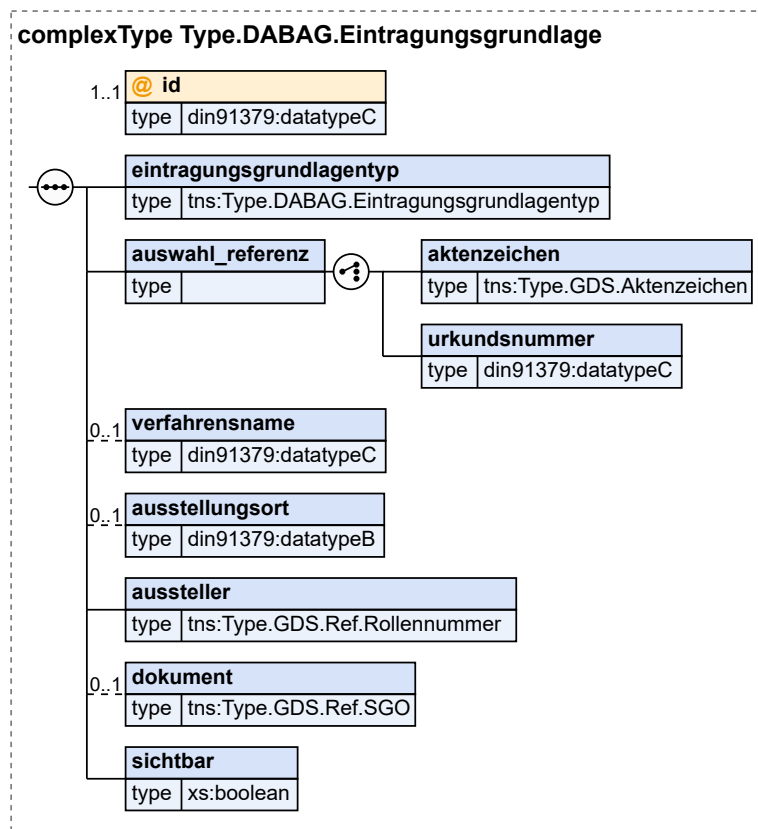 complexType Type.DABAG.Eintragungsgrundlage
1..1 @ id
type din91379:datatypeC
eintragungsgrundlagentyp
type tns:Type.DABAG.Eintragungsgrundlagentyp
auswahl_referenz
type
aktenzeichen
type tns:Type.GDS.Aktenzeichen
urkundsnummer
type din91379:datatypeC
0..1 verfahrensname
type din91379:datatypeC
0..1 ausstellungsort
type din91379:datatypeB
aussteller
type tns:Type.GDS.Ref.Rollennummer
0..1 dokument
type tns:Type.GDS.Ref.SGO
sichtbar
type xs:boolean